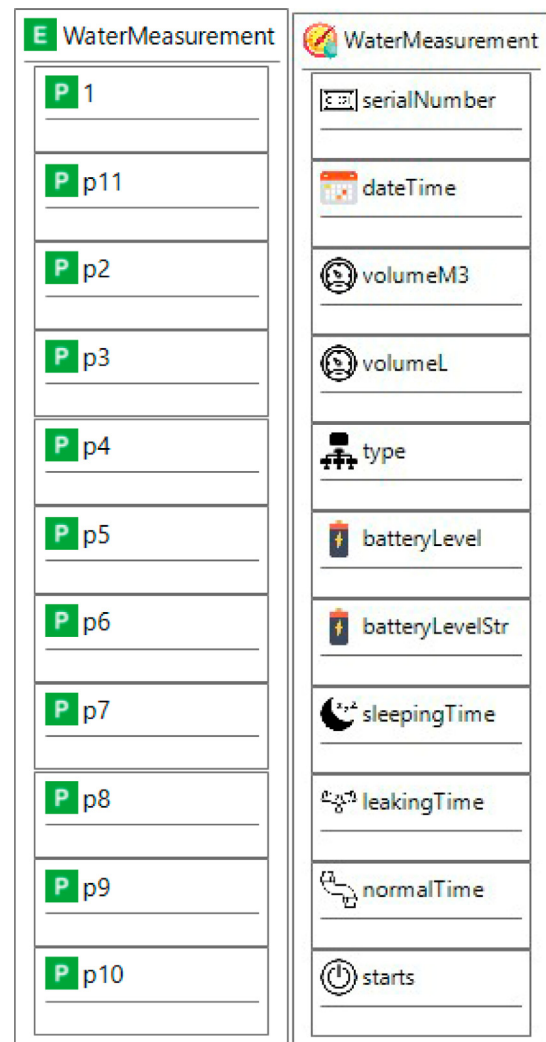 E WaterMeasurement
P 1
P p11
P p2
P p3
P p4
P p5
P p6
P p7
P p8
P p9
P p10
WaterMeasurement
serialNumber
dateTime
volumeM3
volumeL
type
batteryLevel
batteryLevelStr
sleepingTime
leakingTime
normalTime
starts